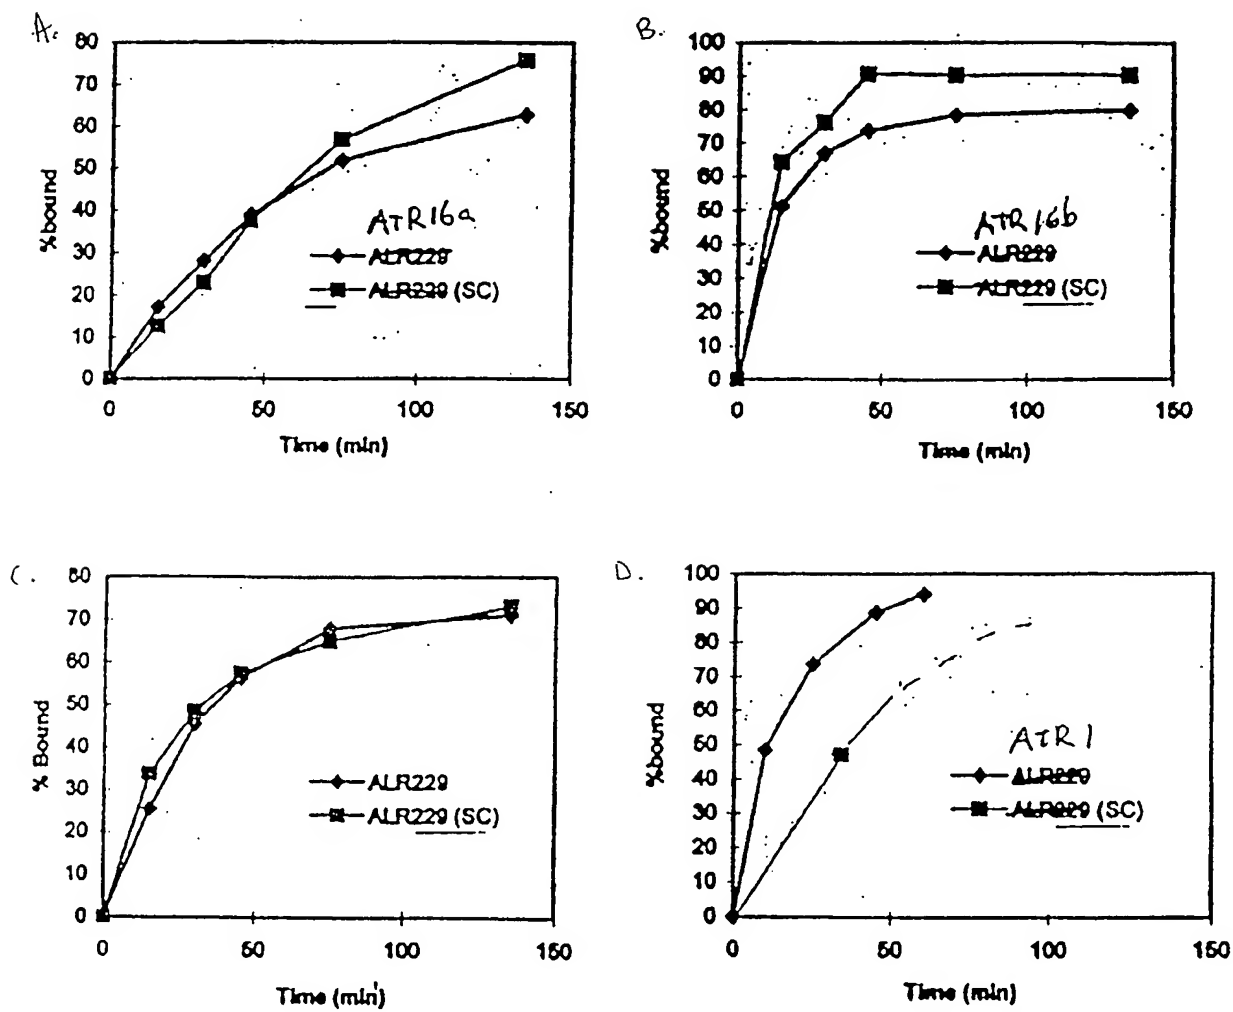 A.
80
70
60
50
40
30
20
10
0
%bound
0 50 100 150
Time (min)
ATR16a
ALR229
ALR229 (SC)
B.
100
90
80
70
60
50
40
30
20
10
0
%bound
0 50 100 150
Time (min)
ATR16b
ALR229
ALR229 (SC)
C.
80
70
60
50
40
30
20
10
0
% Bound
0 50 100 150
Time (min)
ALR229
ALR229 (SC)
D.
100
90
80
70
60
50
40
30
20
10
0
%bound
0 50 100 150
Time (min)
ATR1
ALR229
ALR229 (SC)